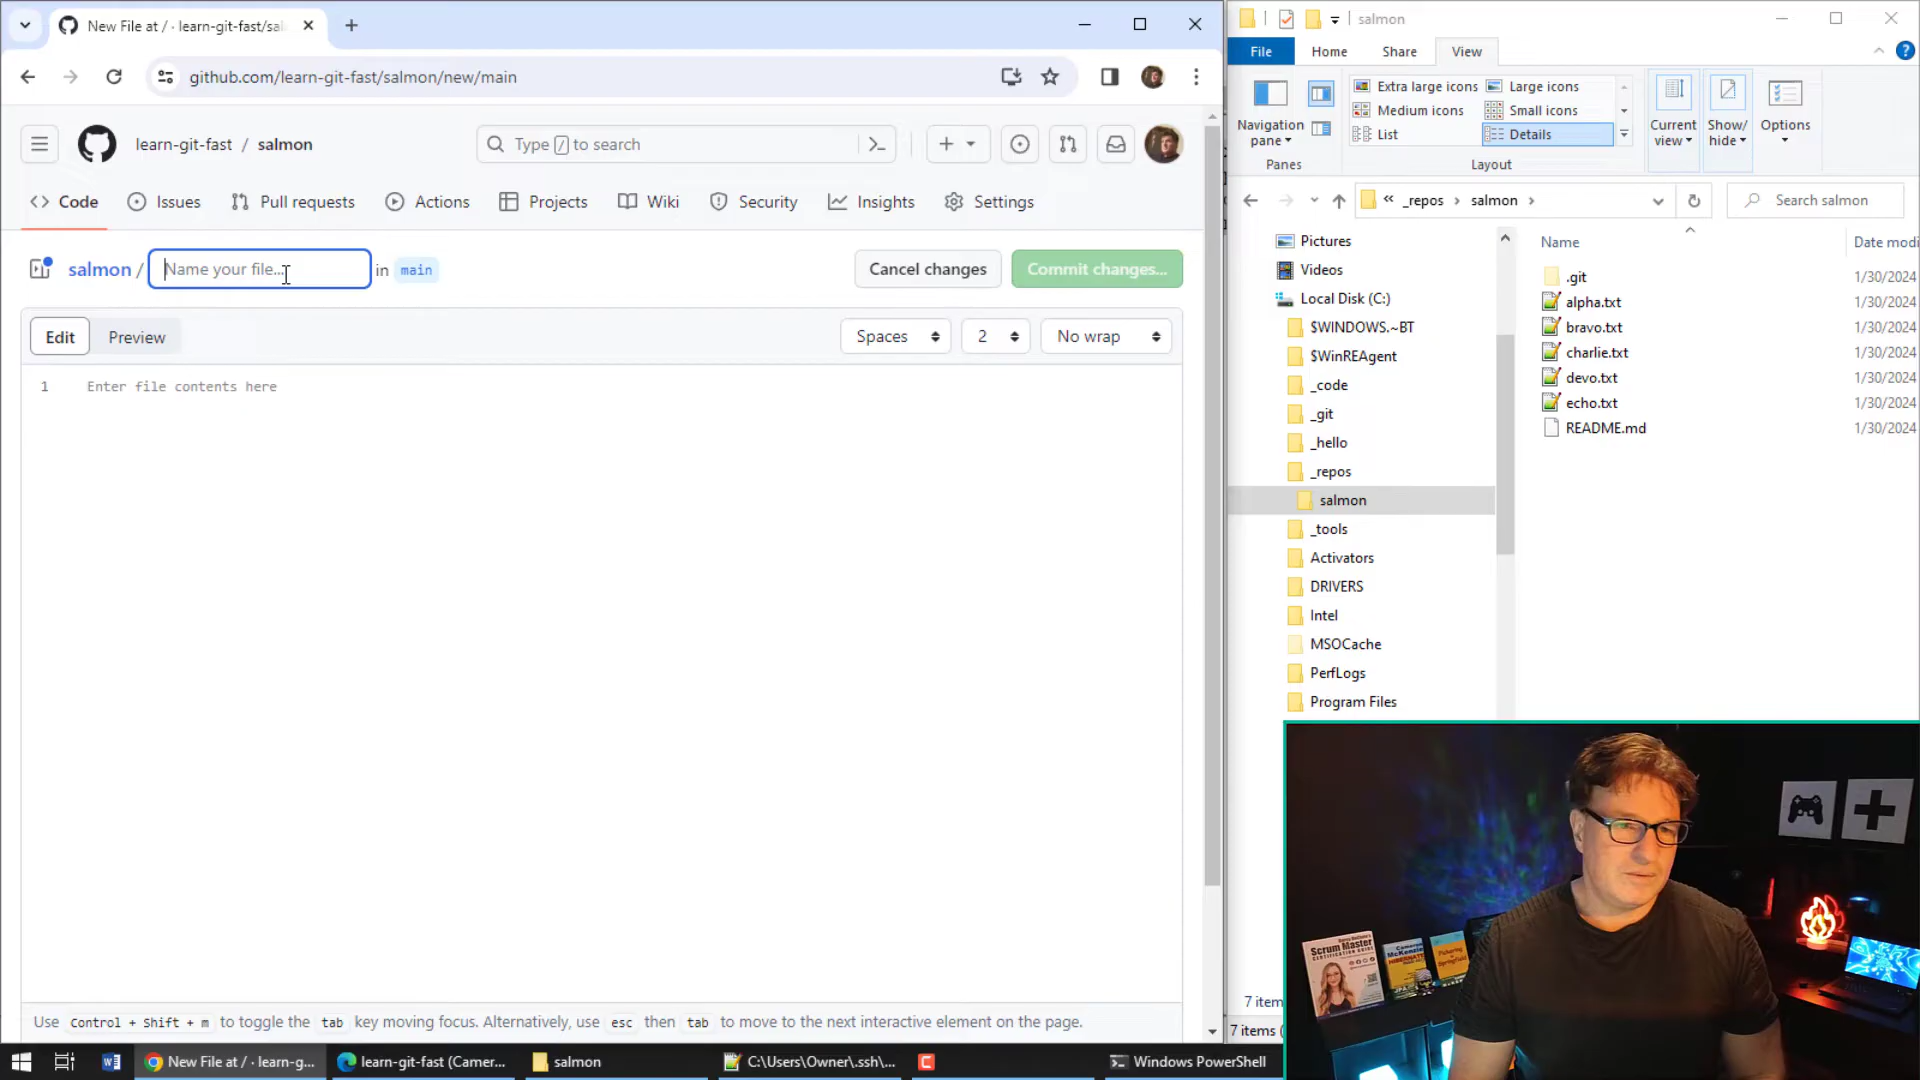 New File at / · learn-git-fast/sal
github.com/learn-git-fast/salmon/new/main
learn-git-fast / salmon
Type / to search
Code
Issues
Pull requests
Actions
Projects
Wiki
Security
Insights
Settings
salmon / Name your file... in main
Cancel changes
Commit changes...
Edit
Preview
Spaces
2
No wrap
1 Enter file contents here
Use Control + Shift + m to toggle the tab key moving focus. Alternatively, use esc then tab to move to the next interactive element on the page.
salmon
File
Home
Share
View
Navigation pane
Extra large icons
Large icons
Medium icons
Small icons
List
Details
Current view
Show/ hide
Options
Panes
Layout
« _repos › salmon ›
Search salmon
Pictures
Videos
Local Disk (C:)
$WINDOWS.~BT
$WinREAgent
_code
_git
_hello
_repos
salmon
_tools
Activators
DRIVERS
Intel
MSOCache
PerfLogs
Program Files
Name
Date modi
.git 1/30/2024
alpha.txt 1/30/2024
bravo.txt 1/30/2024
charlie.txt 1/30/2024
devo.txt 1/30/2024
echo.txt 1/30/2024
README.md 1/30/2024
7 item
7 items
Scrum Master
CERTIFICATION GUIDE
HIBERNATE
New File at / · learn-g...
learn-git-fast (Camer...
salmon
C:\Users\Owner\.ssh\...
Windows PowerShell